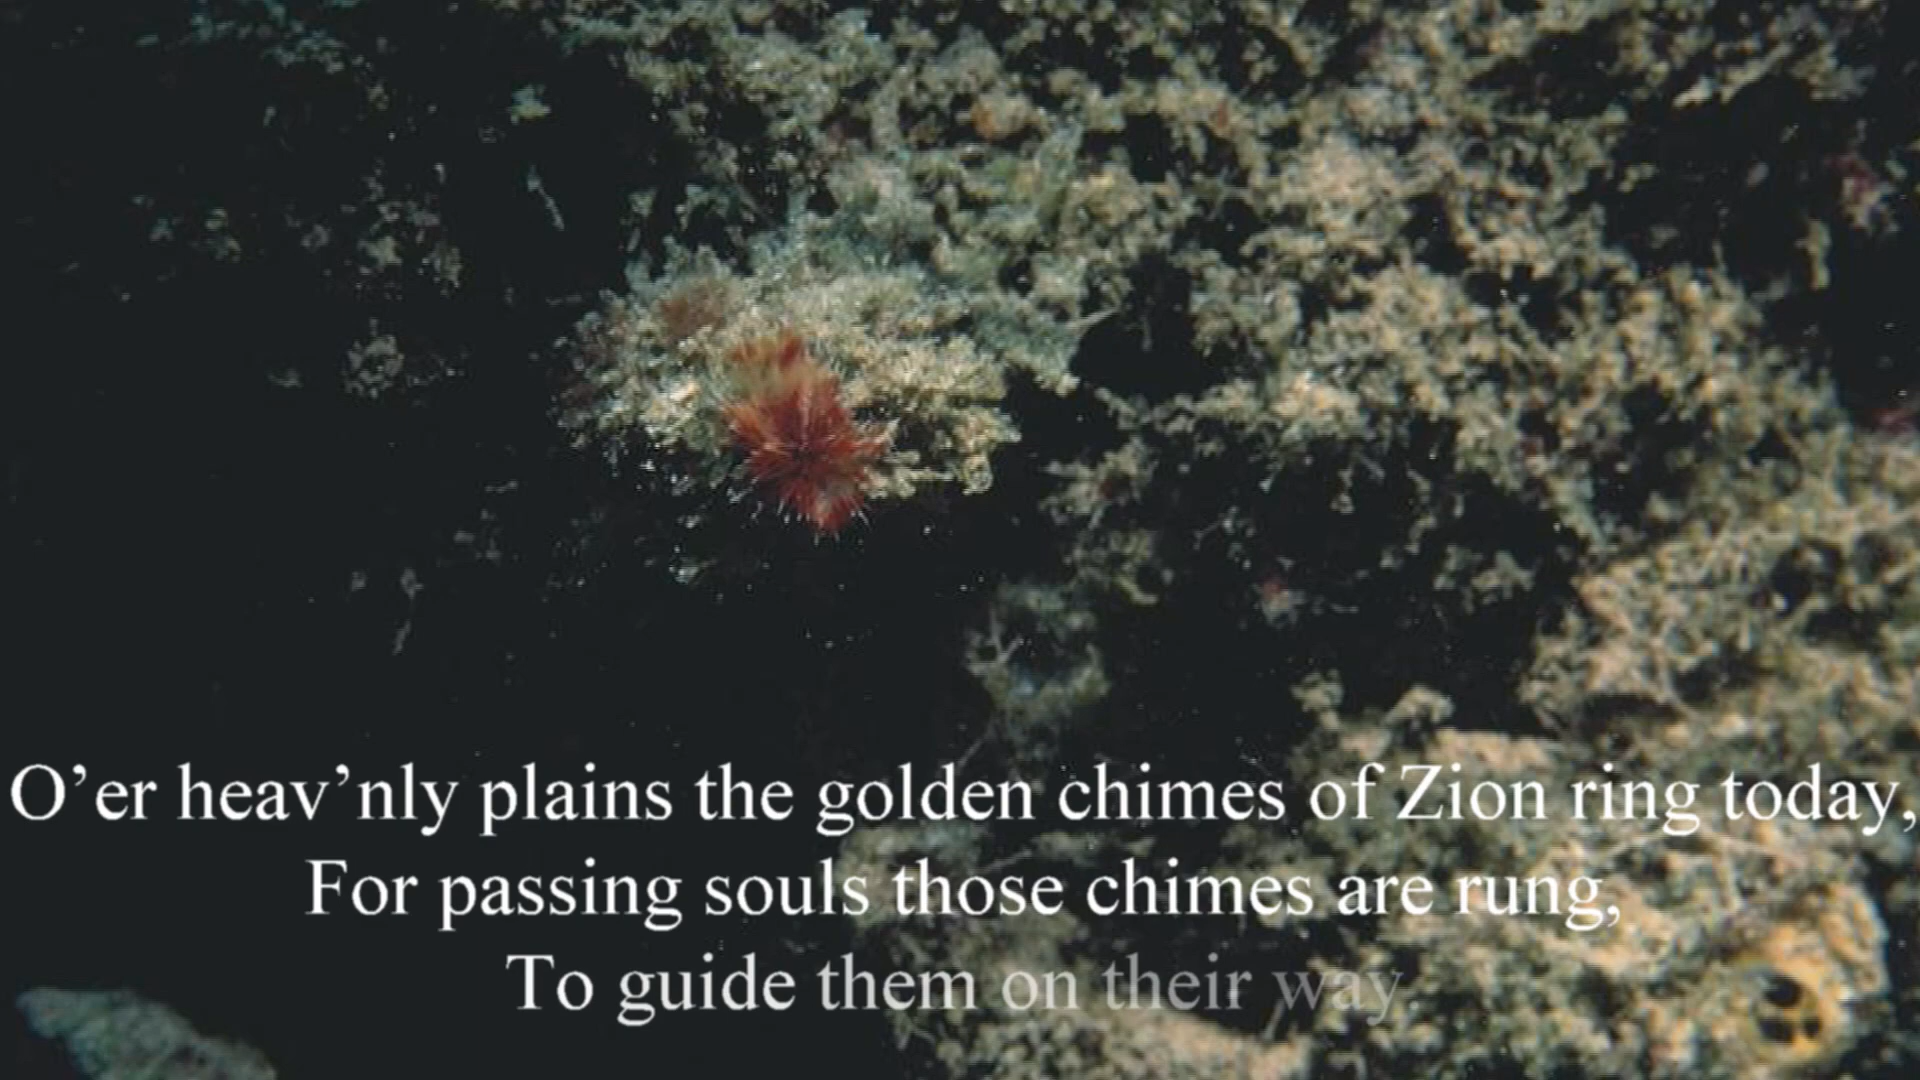 O’er heav’nly plains the golden chimes of Zion ring today,
For passing souls those chimes are rung,
To guide them on their way.